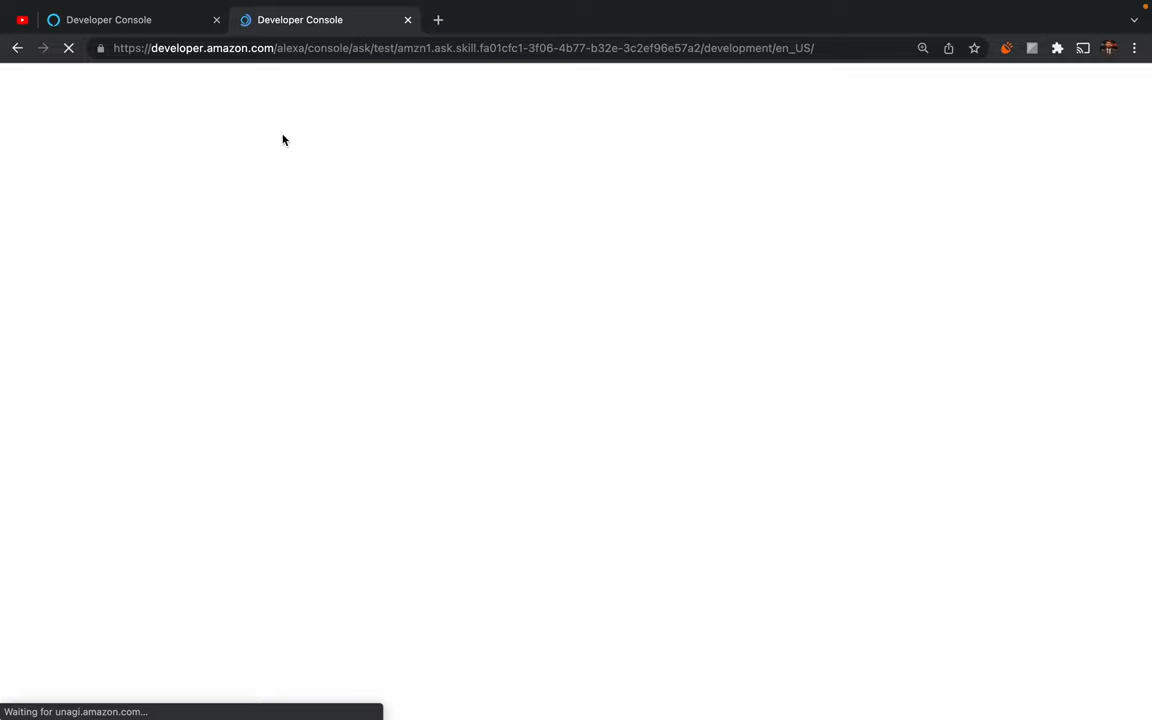 Developer Console
Developer Console
https://developer.amazon.com/alexa/console/ask/test/amzn1.ask.skill.fa01cfc1-3f06-4b77-b32e-3c2ef96e57a2/development/en_US/
Waiting for unagi.amazon.com...